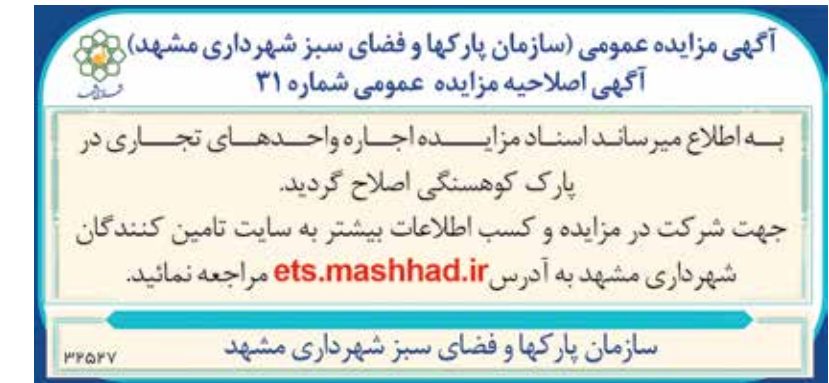 آگهی مزایده عمومی (سازمان پارکها و فضای سبز شهرداری مشهد)
آگهی اصلاحیه مزایده عمومی شماره ۳۱
به اطلاع میرساند اسناد مزایده اجاره واحدهای تجاری در
پارک کوهسنگی اصلاح گردید.
جهت شرکت در مزایده و کسب اطلاعات بیشتر به سایت تامین کنندگان
شهرداری مشهد به آدرس ets.mashhad.ir مراجعه نمائید.
سازمان پارکها و فضای سبز شهرداری مشهد
۳۲۵۲۷